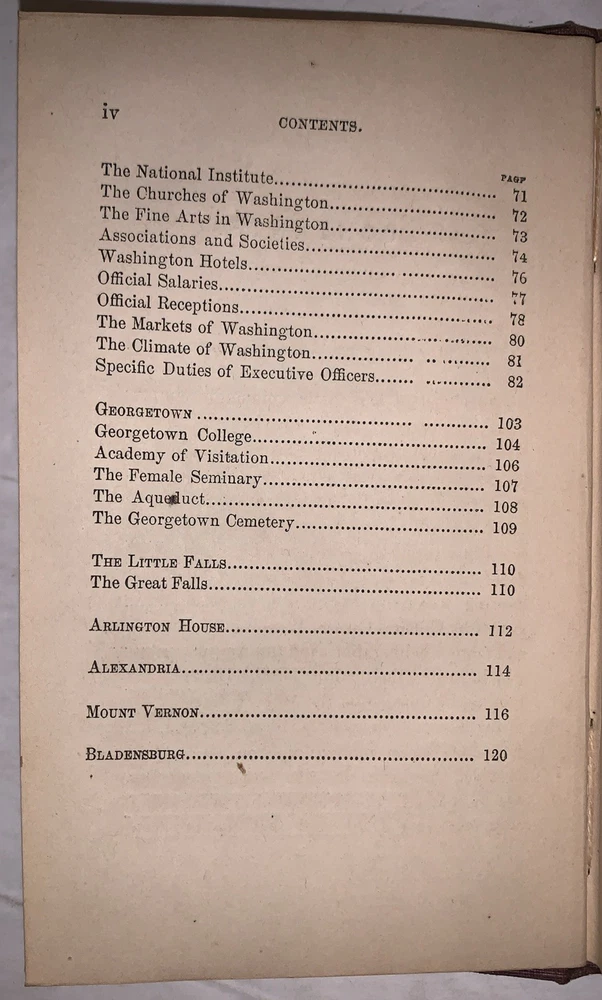 iv
CONTENTS.
PAGE
The National Institute........................................ 71
The Churches of Washington........................... 72
The Fine Arts in Washington........................... 73
Associations and Societies............................... 74
Washington Hotels........................................ 76
Official Salaries............................................. 77
Official Receptions......................................... 78
The Markets of Washington............................. 80
The Climate of Washington.............................. 81
Specific Duties of Executive Officers................. 82
GEORGETOWN ............................................ 103
Georgetown College...................................... 104
Academy of Visitation................................... 106
The Female Seminary.................................... 107
The Aqueduct............................................. 108
The Georgetown Cemetery.............................. 109
THE LITTLE FALLS........................................ 110
The Great Falls............................................ 110
ARLINGTON HOUSE....................................... 112
ALEXANDRIA.............................................. 114
MOUNT VERNON........................................... 116
BLADENSBURG............................................. 120